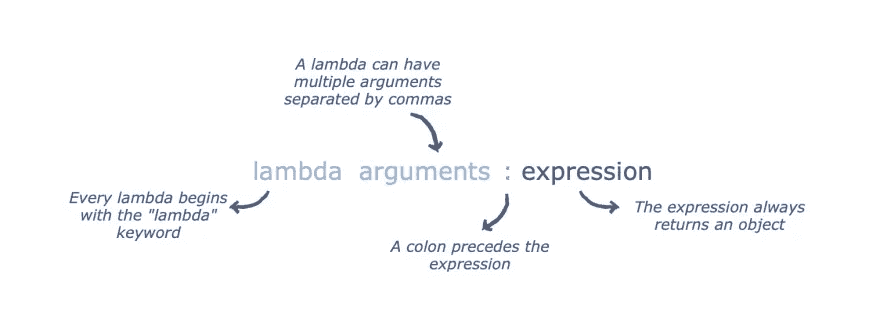 A lambda can have
multiple arguments
separated by commas
lambda arguments : expression
Every lambda begins
with the "lambda"
keyword
A colon precedes the
expression
The expression always
returns an object